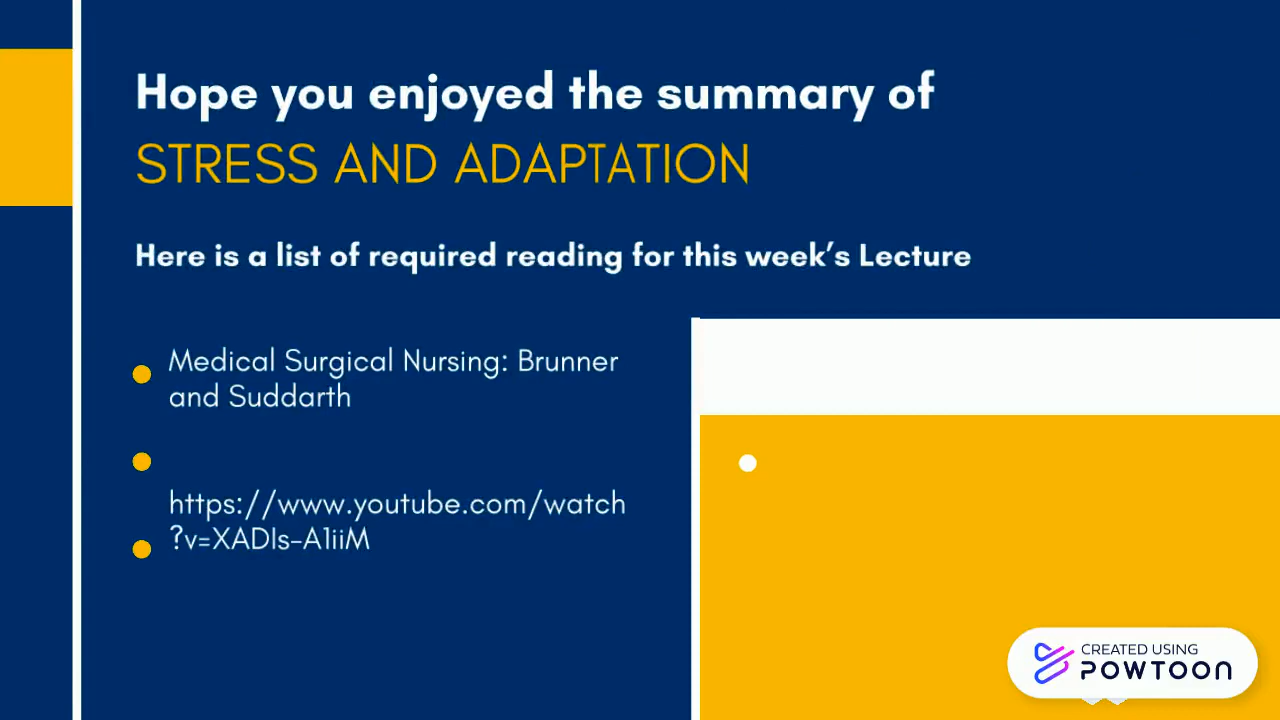 Hope you enjoyed the summary of
STRESS AND ADAPTATION
Here is a list of required reading for this week's Lecture
Medical Surgical Nursing: Brunner
and Suddarth
https://www.youtube.com/watch
?v=XADIs-A1iiM
CREATED USING
POWTOON